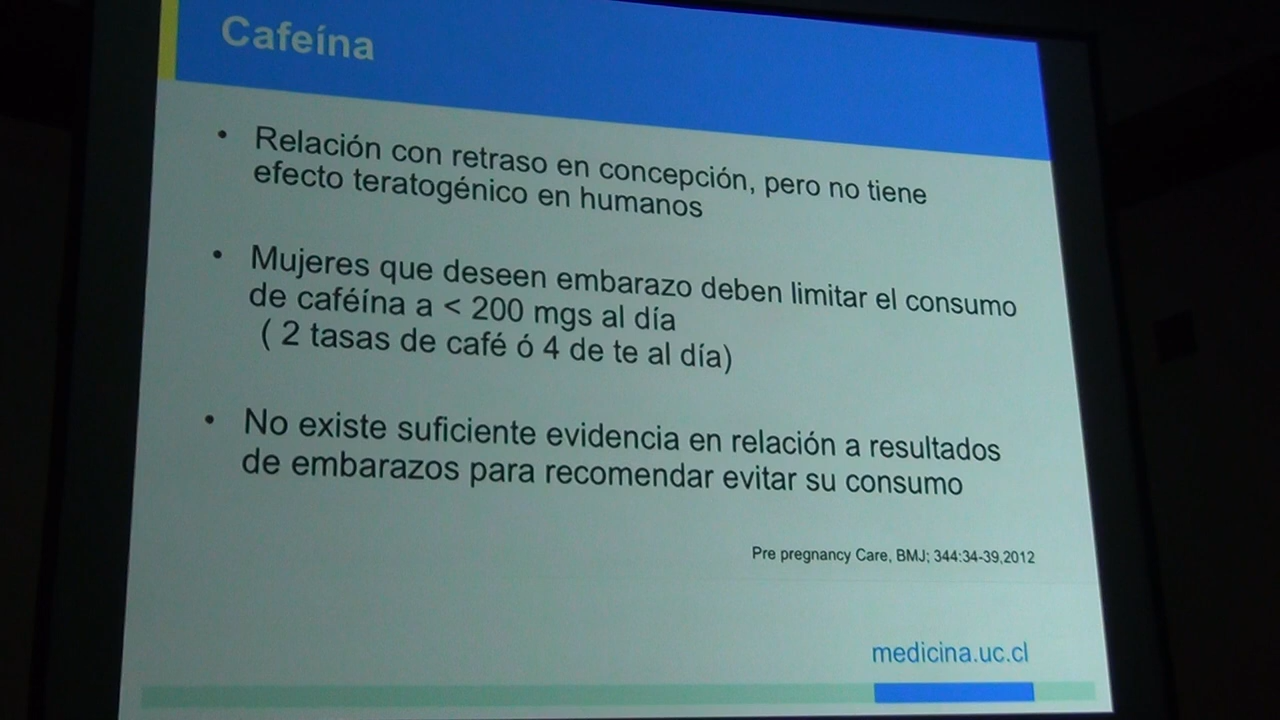 Cafeína
• Relación con retraso en concepción, pero no tiene
efecto teratogénico en humanos
• Mujeres que deseen embarazo deben limitar el consumo
de caféína a < 200 mgs al día
( 2 tasas de café ó 4 de te al día)
• No existe suficiente evidencia en relación a resultados
de embarazos para recomendar evitar su consumo
Pre pregnancy Care, BMJ; 344:34-39,2012
medicina.uc.cl